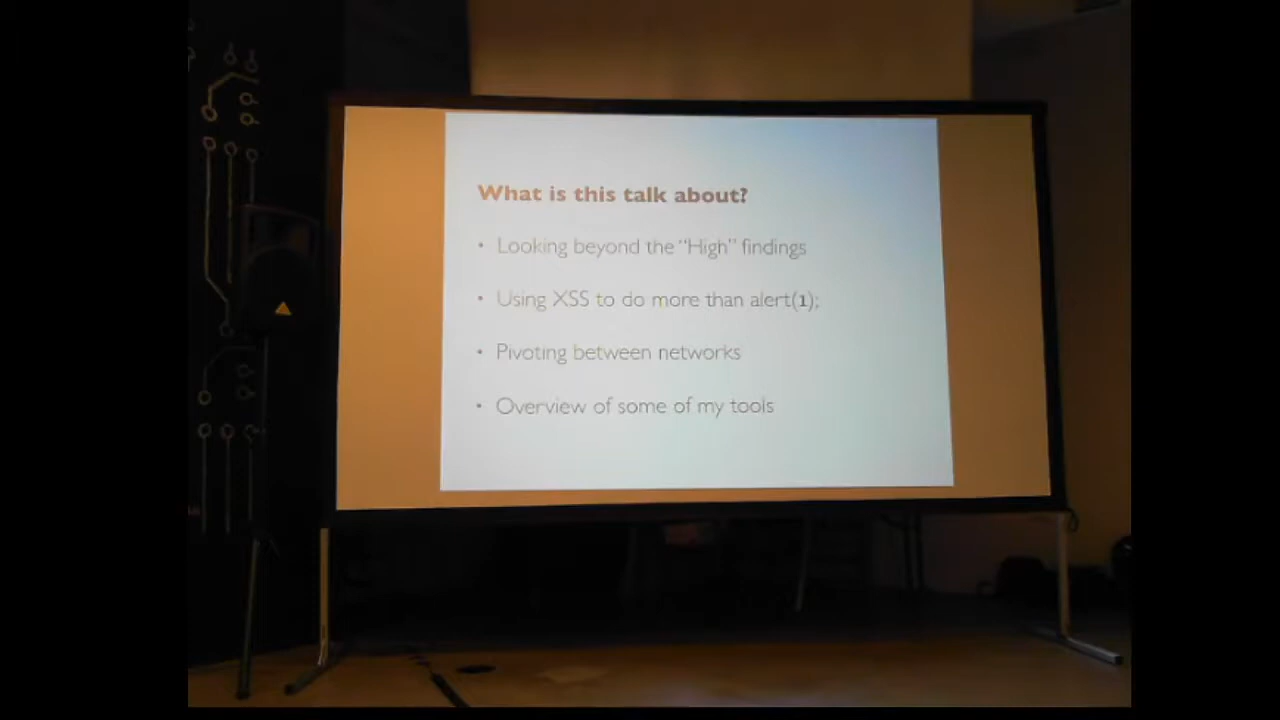 What is this talk about?
• Looking beyond the “High” findings
• Using XSS to do more than alert(1);
• Pivoting between networks
• Overview of some of my tools